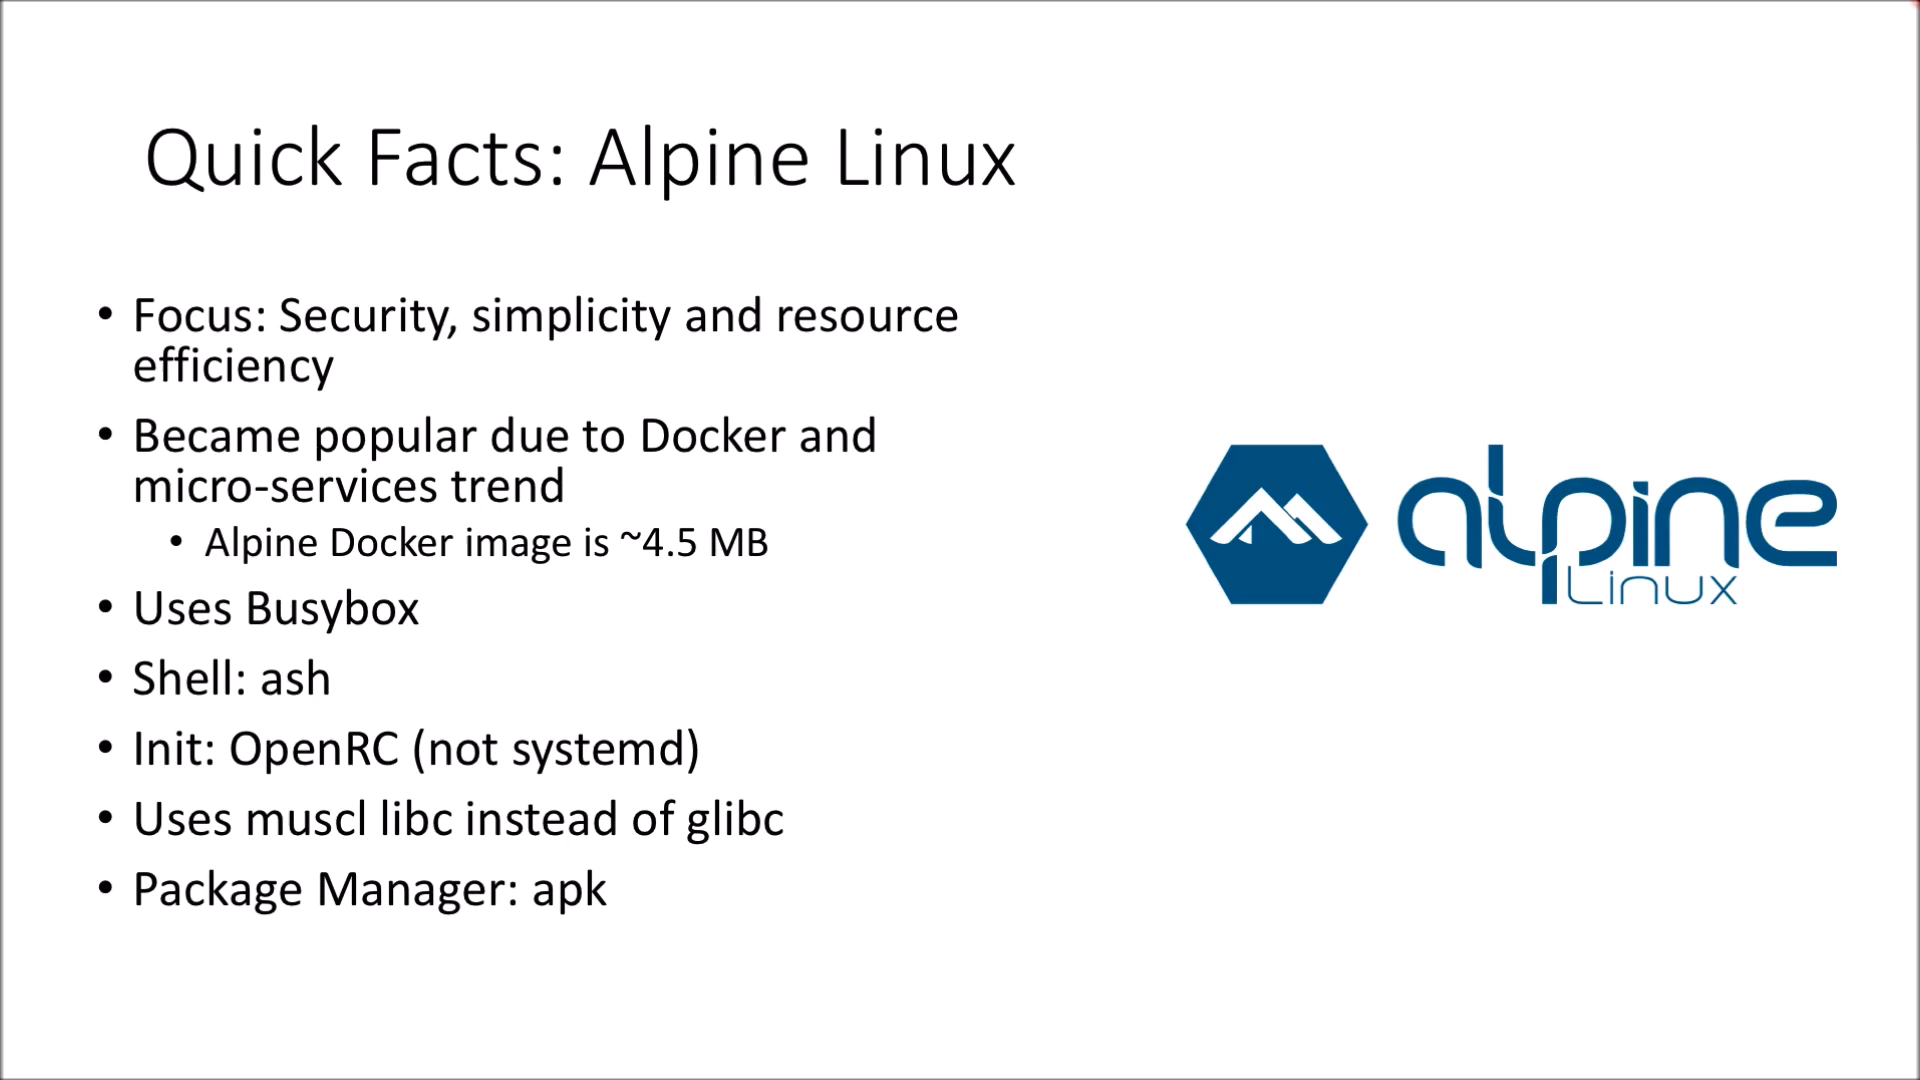 Quick Facts: Alpine Linux
• Focus: Security, simplicity and resource
efficiency
• Became popular due to Docker and
micro-services trend
• Alpine Docker image is ~4.5 MB
• Uses Busybox
• Shell: ash
• Init: OpenRC (not systemd)
• Uses muscl libc instead of glibc
• Package Manager: apk
alpine
Linux